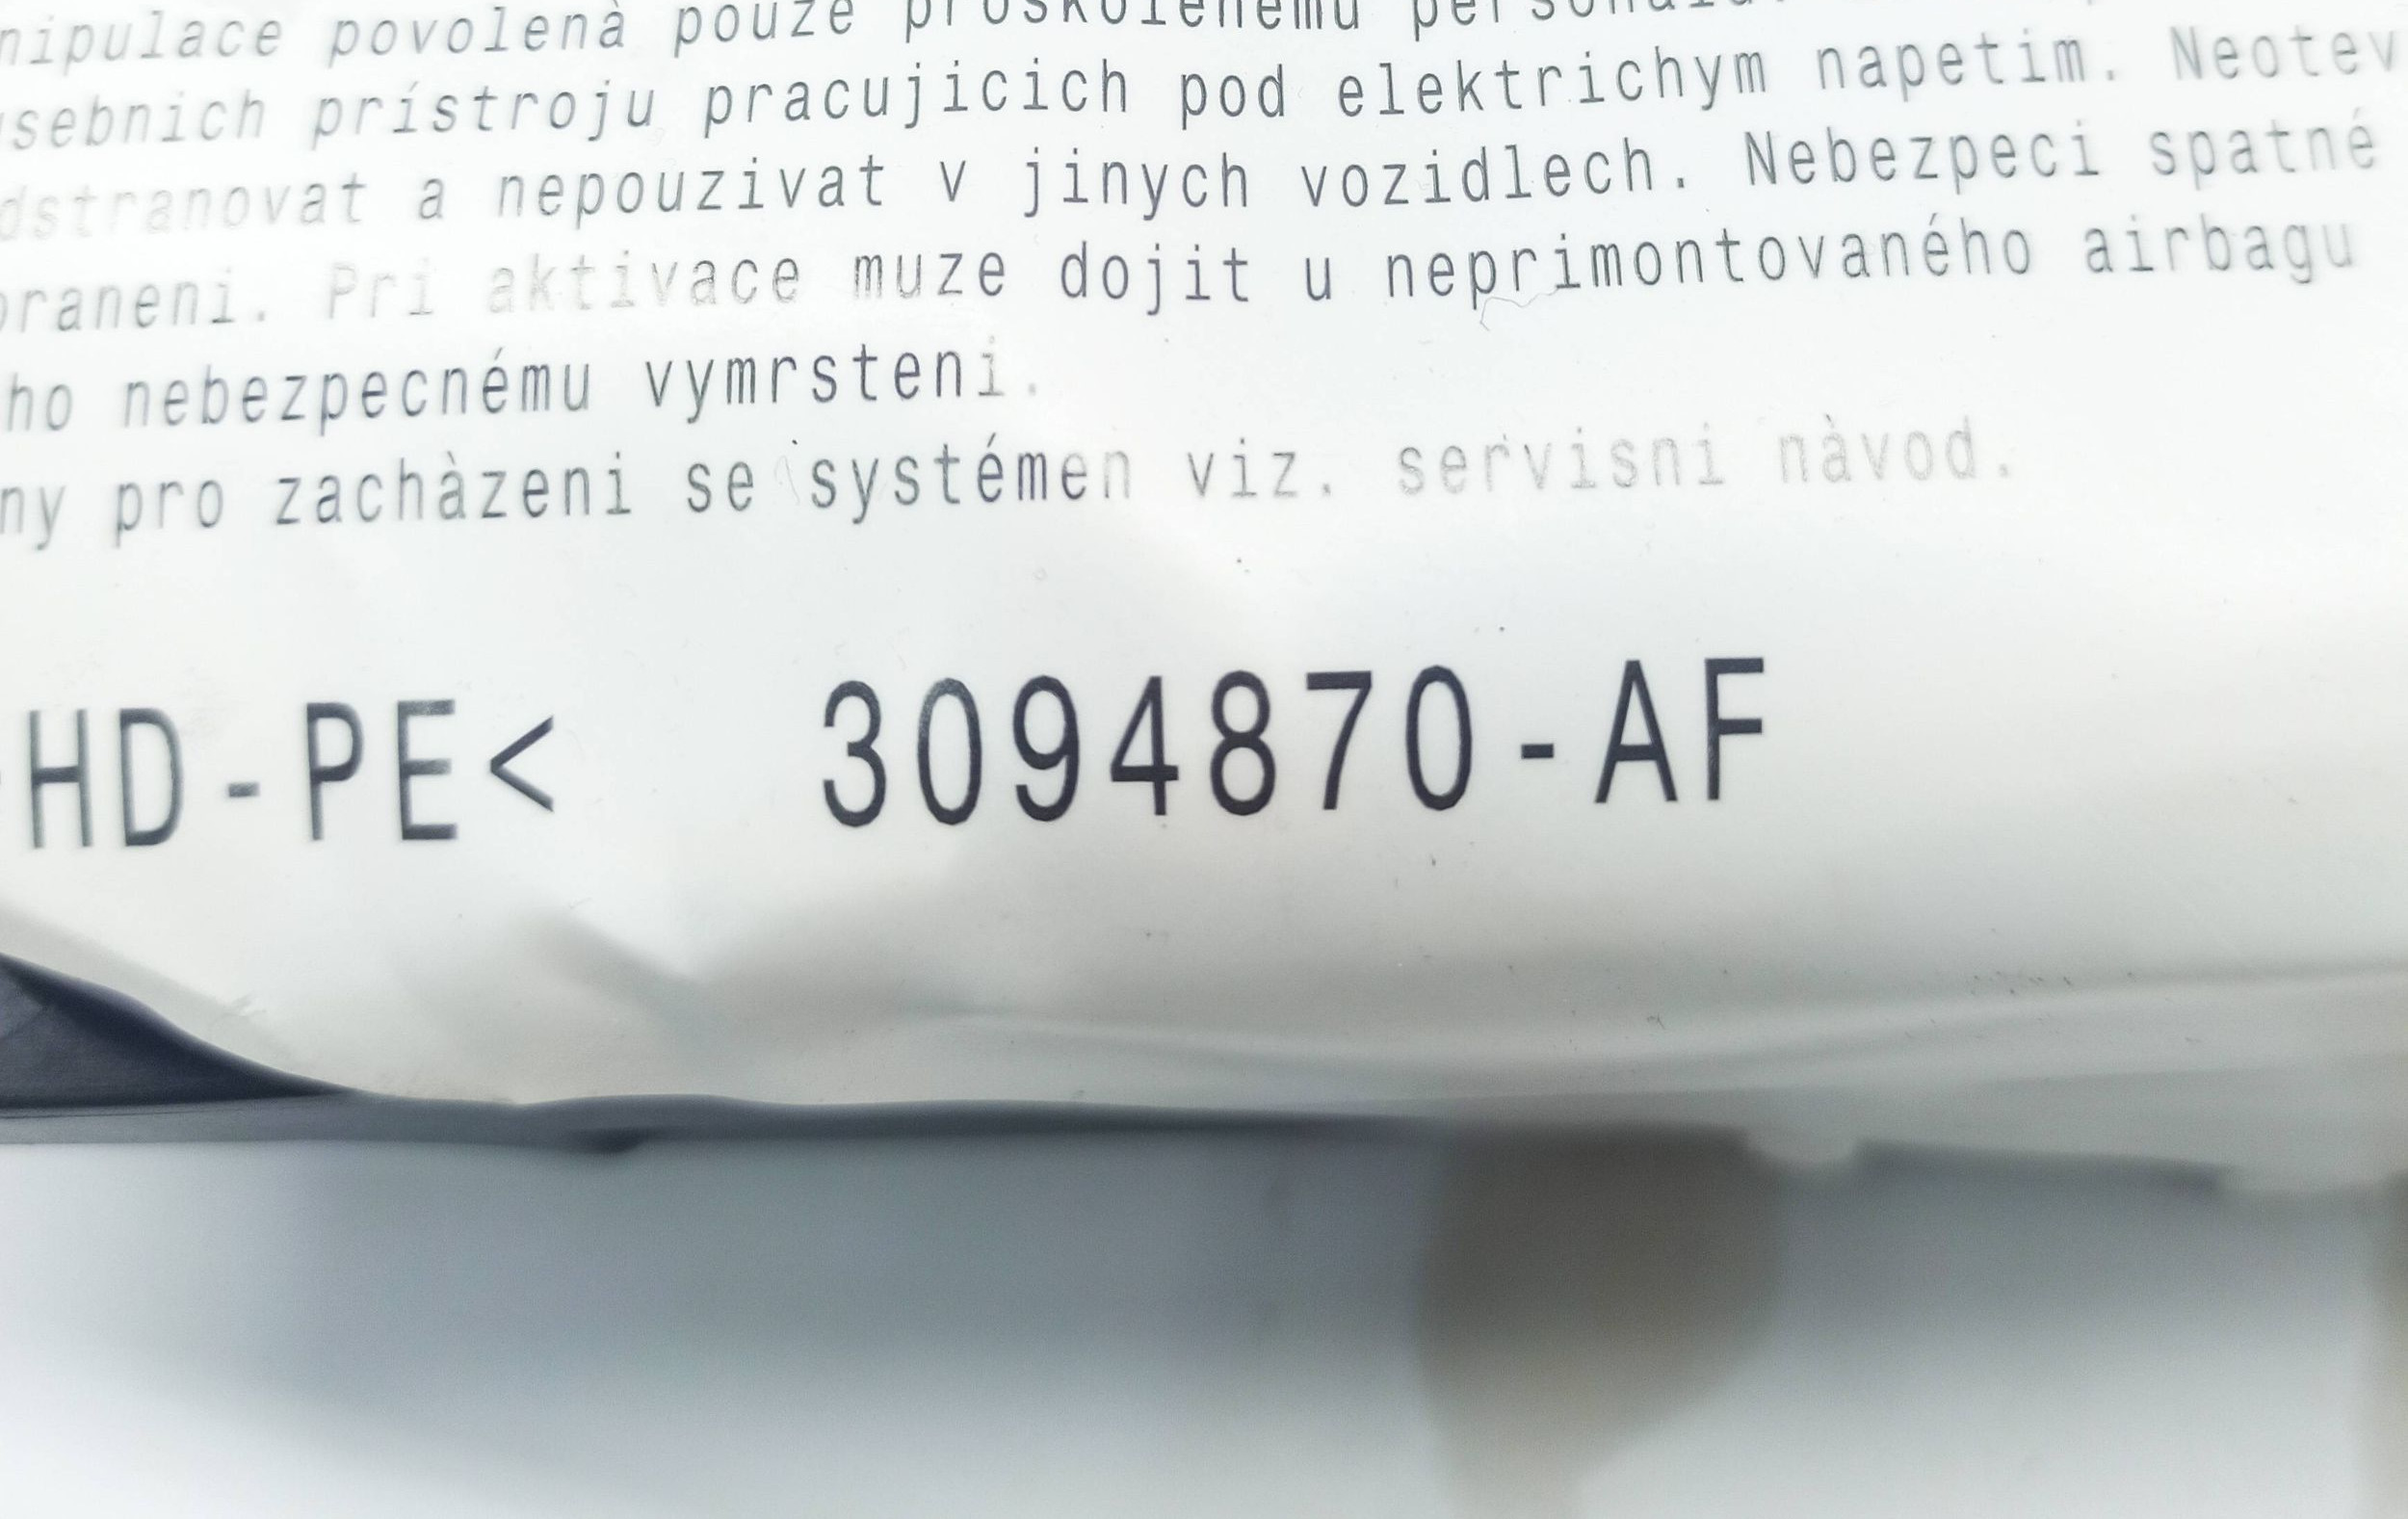 nipulace povolenà pouze proskolenému
sebnich prístroju pracujicich pod elektrichym napetim. Neotev
dstranovat a nepouzivat v jinych vozidlech. Nebezpeci spatné
raneni. Pri aktivace muze dojit u neprimontovaného airbagu
ho nebezpecnému vymrsteni.
ny pro zachàzeni se systémen viz. servisni nàvod.
HD-PE< 3094870-AF